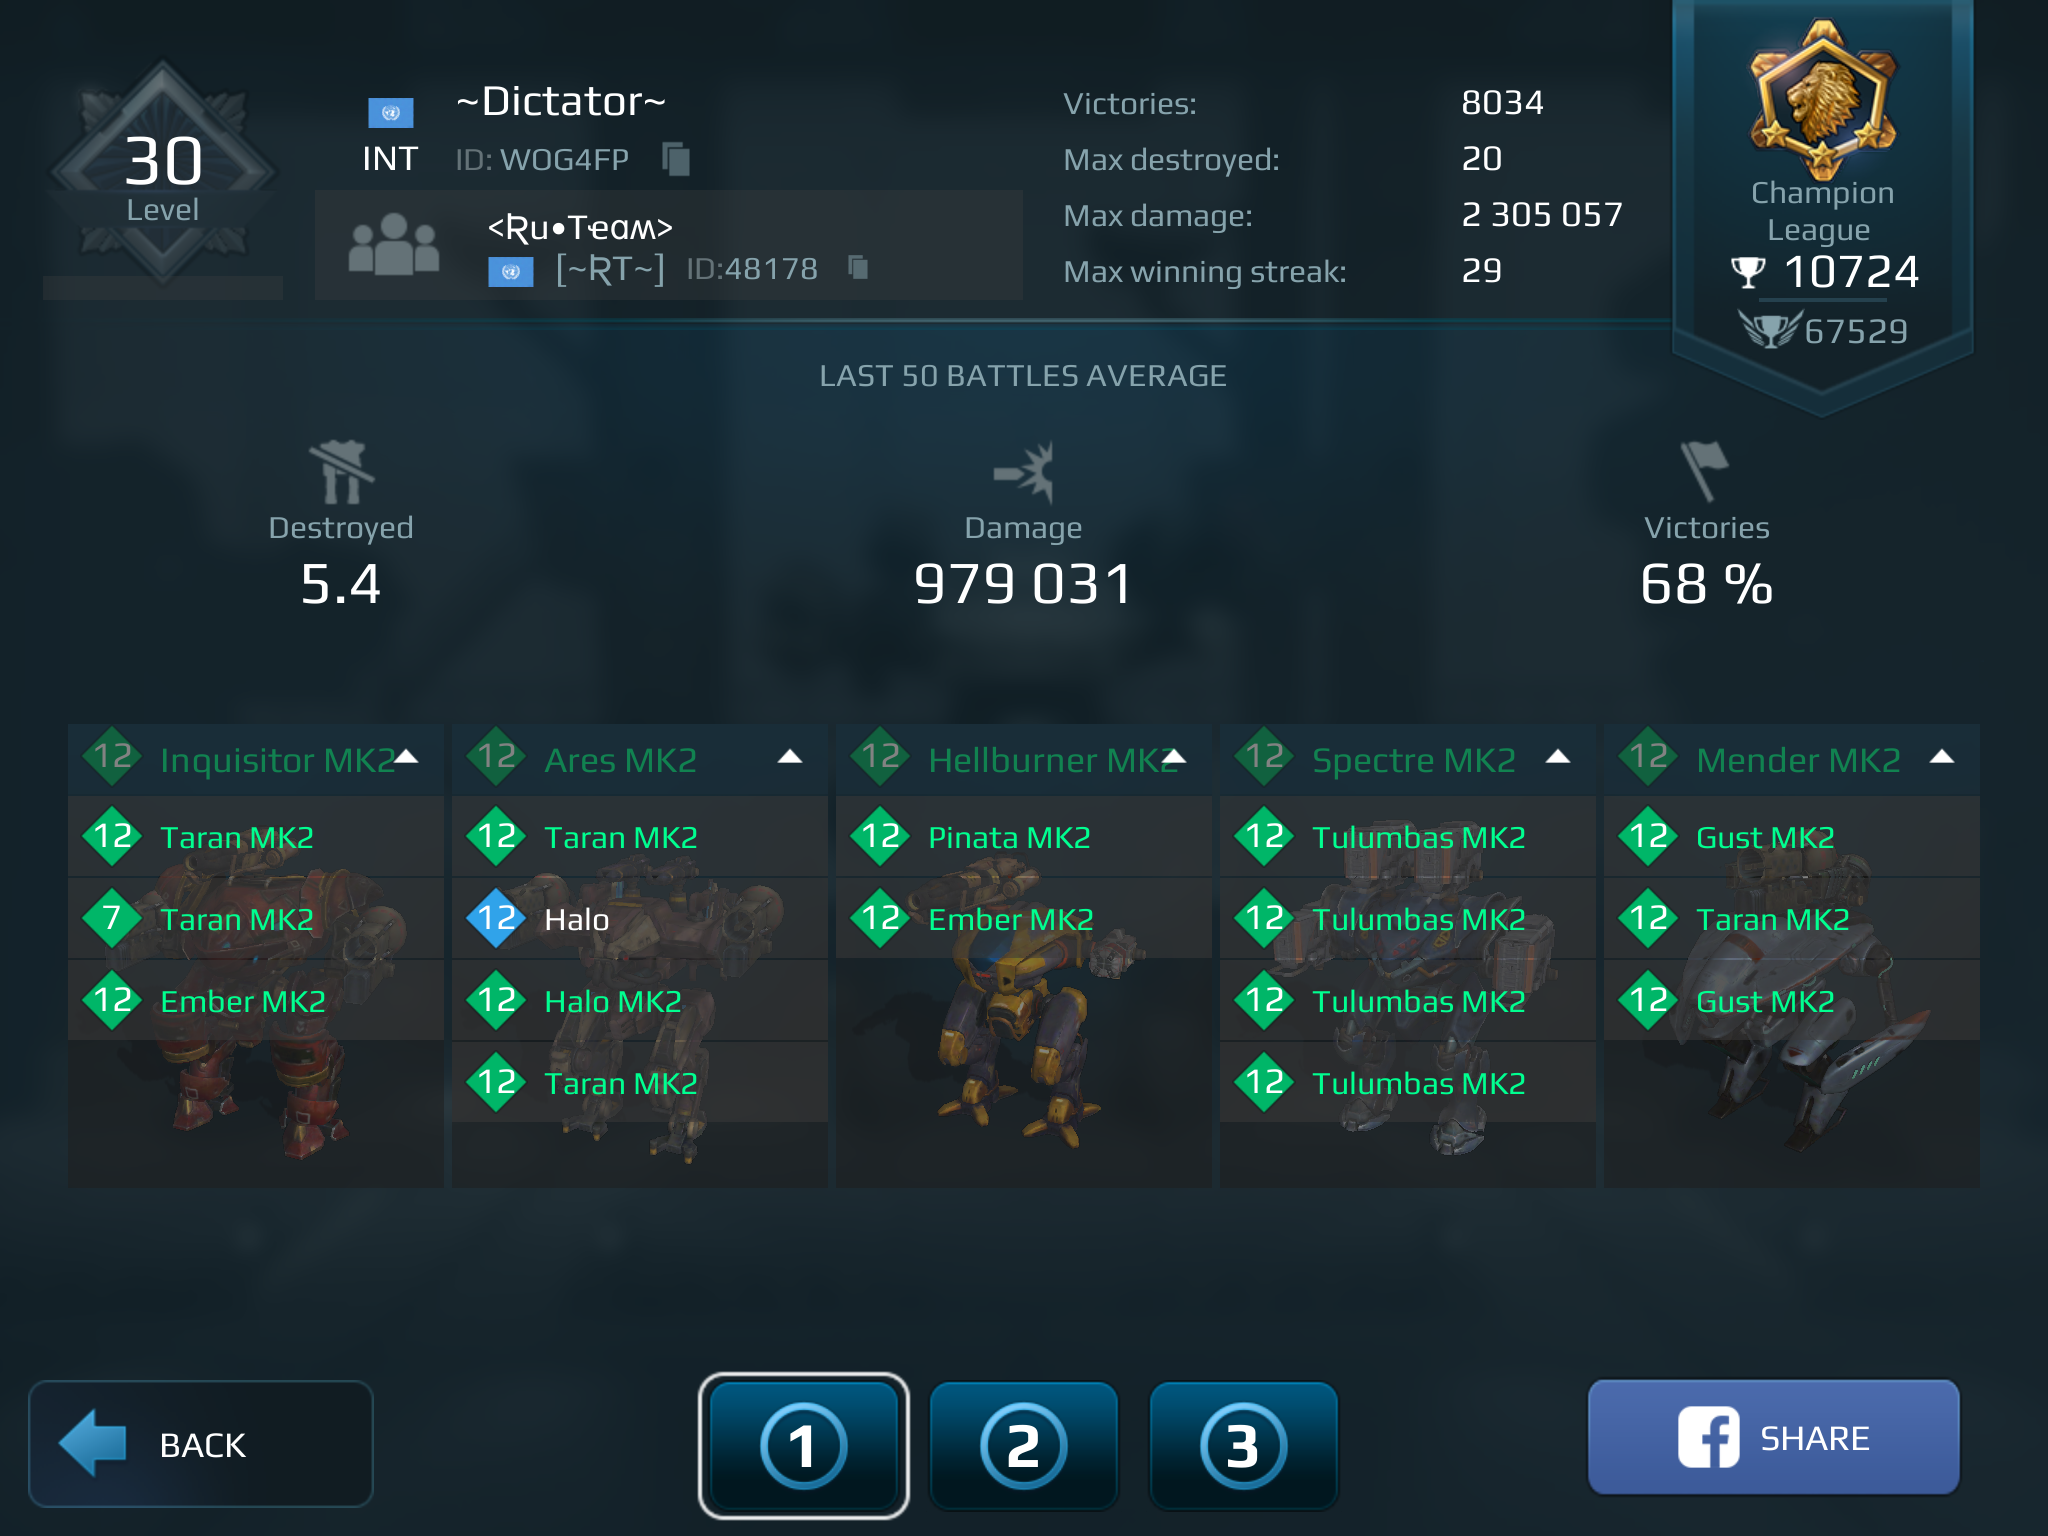 30
Level
INT
~Dictator~
ID: WOG4FP
<Ʀu•Tҽɑʍ>
[~ƦT~] ID:48178
Victories: 8034
Max destroyed: 20
Max damage: 2 305 057
Max winning streak: 29
Champion
League
10724
67529
LAST 50 BATTLES AVERAGE
Destroyed
5.4
Damage
979 031
Victories
68 %
12 Inquisitor MK2
12 Taran MK2
7 Taran MK2
12 Ember MK2
12 Ares MK2
12 Taran MK2
12 Halo
12 Halo MK2
12 Taran MK2
12 Hellburner MK2
12 Pinata MK2
12 Ember MK2
12 Spectre MK2
12 Tulumbas MK2
12 Tulumbas MK2
12 Tulumbas MK2
12 Tulumbas MK2
12 Mender MK2
12 Gust MK2
12 Taran MK2
12 Gust MK2
BACK
1
2
3
SHARE